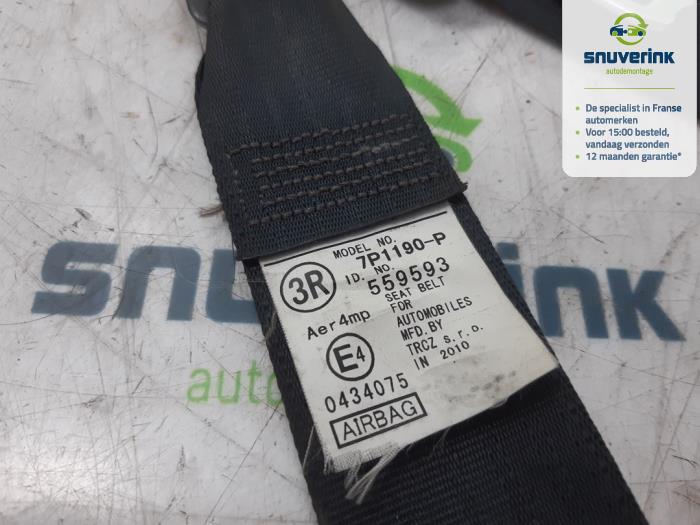 snuverink
autodemontage
• De specialist in Franse automerken
• Voor 15:00 besteld, vandaag verzonden
• 12 maanden garantie*
MODEL NO.
7P1190-P
ID. NO.
559593
3R
SEAT BELT
FOR
AUTOMOBILES
MFD. BY
TRCZ s.r.o.
IN 2010
Aer4mp
E4
0434075
AIRBAG